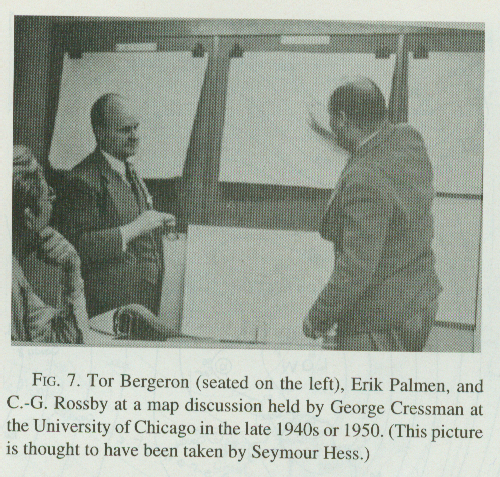 FIG. 7. Tor Bergeron (seated on the left), Erik Palmen, and
C.-G. Rossby at a map discussion held by George Cressman at
the University of Chicago in the late 1940s or 1950. (This picture
is thought to have been taken by Seymour Hess.)